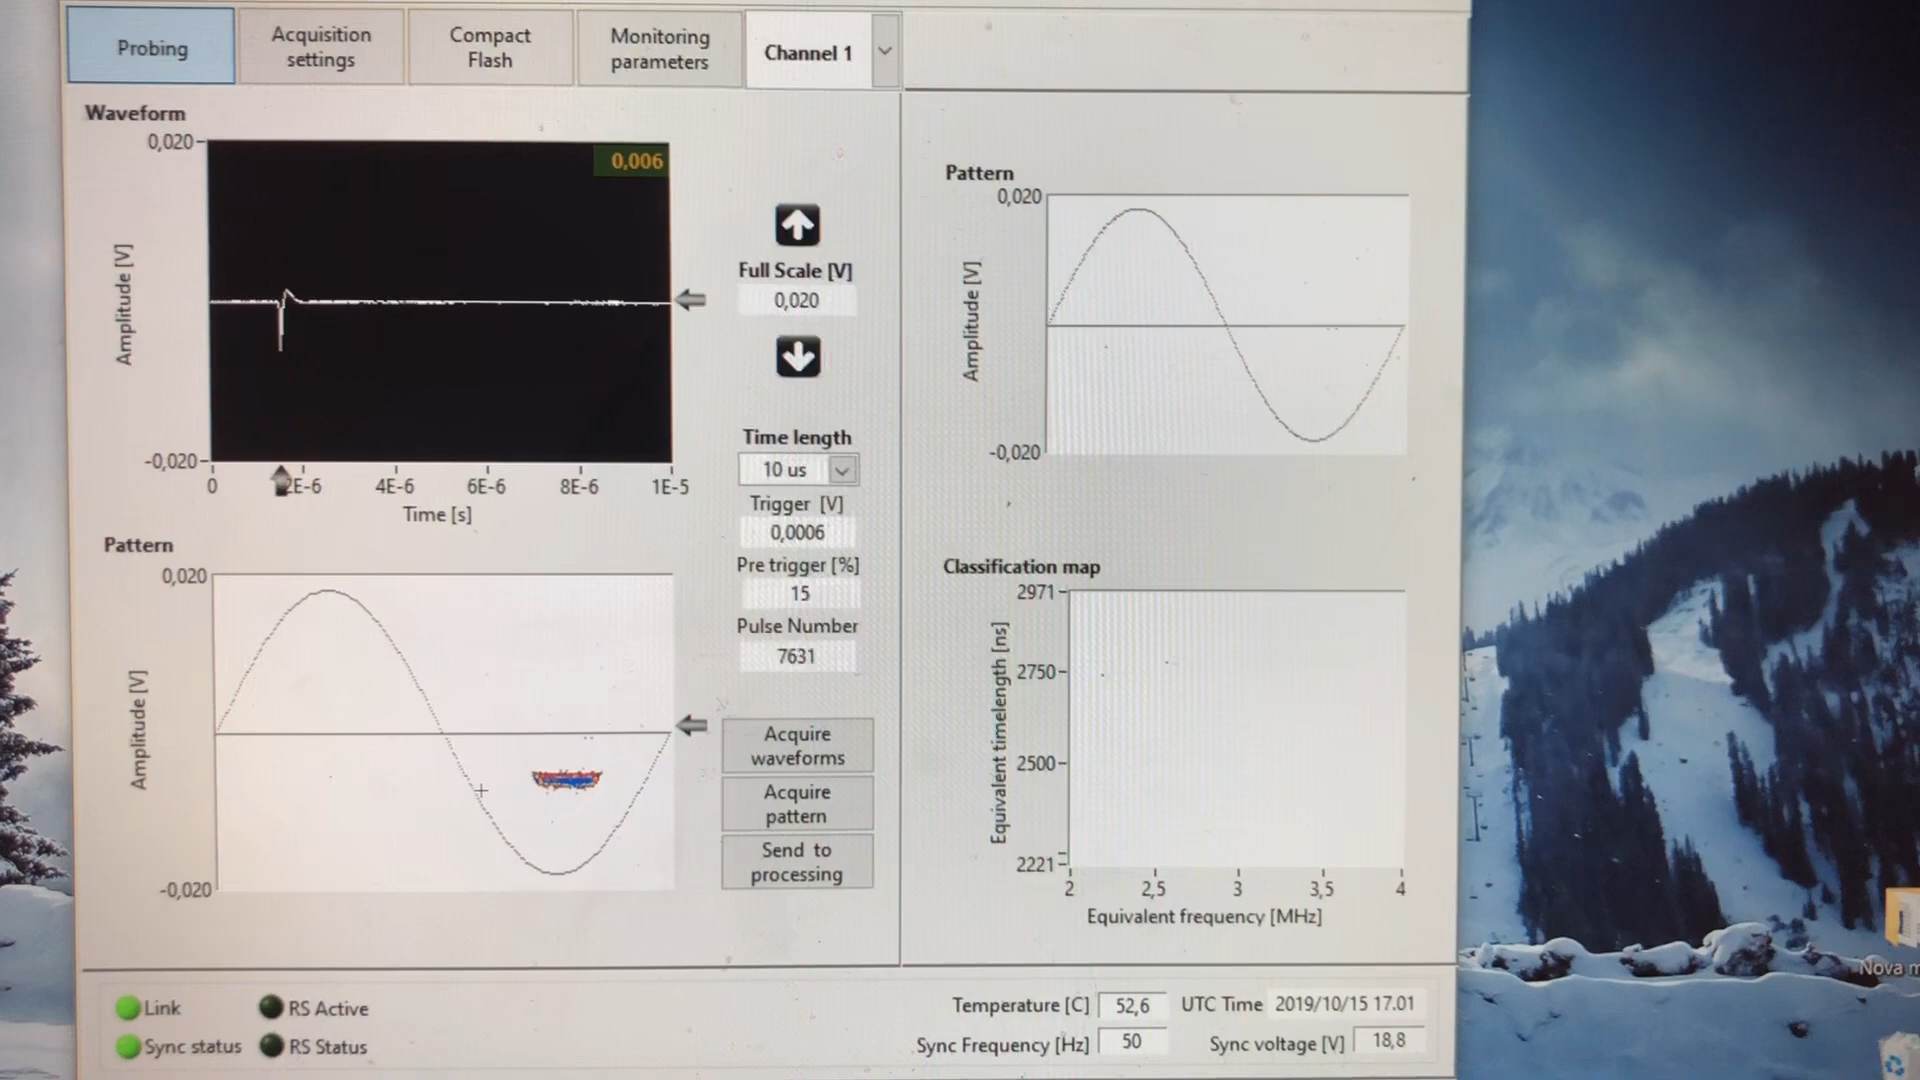 Probing
Acquisition
settings
Compact
Flash
Monitoring
parameters
Channel 1
Waveform
0,020
0,006
Amplitude [V]
-0,020
0
2E-6
4E-6
6E-6
8E-6
1E-5
Time [s]
Full Scale [V]
0,020
Time length
10 us
Trigger [V]
0,0006
Pre trigger [%]
15
Pulse Number
7631
Pattern
0,020
Amplitude [V]
-0,020
Acquire
waveforms
Acquire
pattern
Send to
processing
Pattern
0,020
Amplitude [V]
-0,020
Classification map
2971
2750
2500
2221
Equivalent timelength [ns]
2
2,5
3
3,5
4
Equivalent frequency [MHz]
Link
RS Active
Sync status
RS Status
Temperature [C] 52,6
UTC Time 2019/10/15 17.01
Sync Frequency [Hz] 50
Sync voltage [V] 18,8
Nova